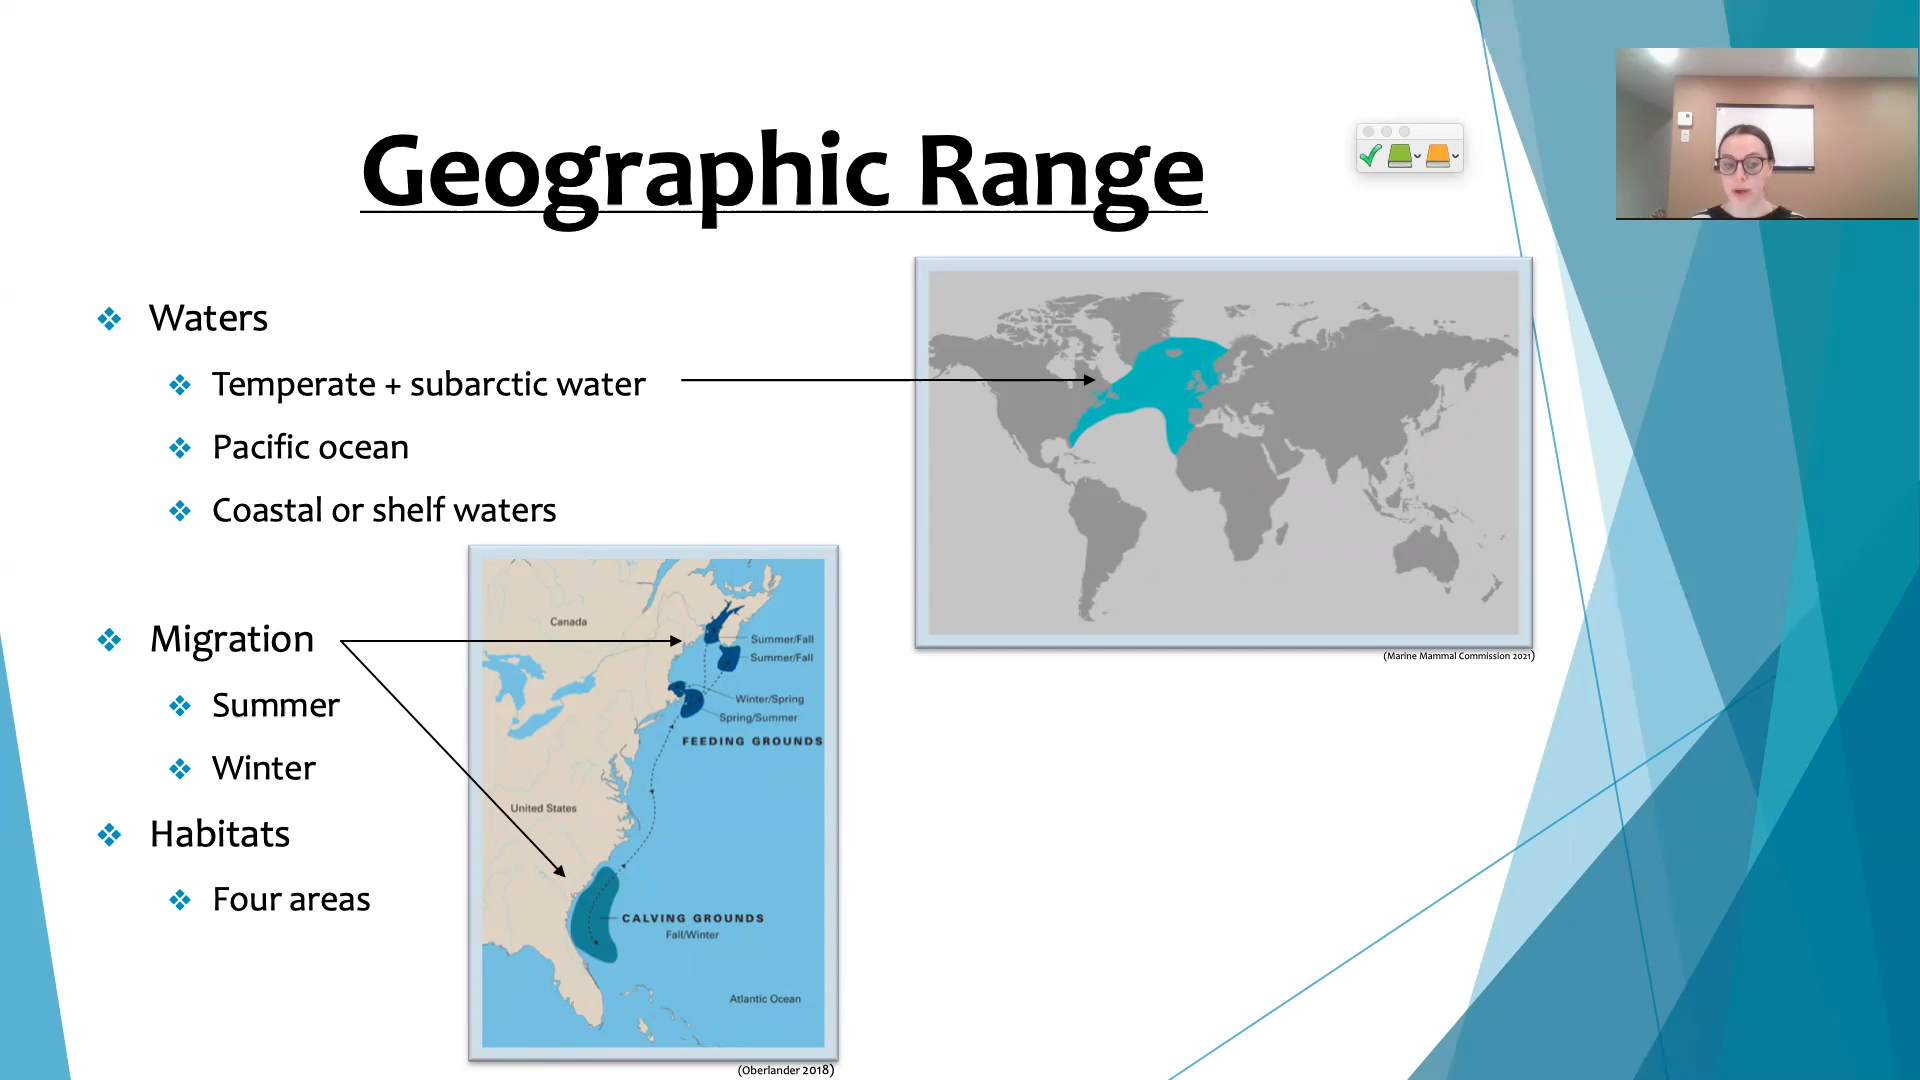 Geographic Range
Waters
Temperate + subarctic water
Pacific ocean
Coastal or shelf waters
(Marine Mammal Commission 2021)
Migration
Summer
Winter
Habitats
Four areas
Canada
Summer/Fall
Summer/Fall
Winter/Spring
Spring/Summer
FEEDING GROUNDS
United States
CALVING GROUNDS
Fall/Winter
Atlantic Ocean
(Oberlander 2018)